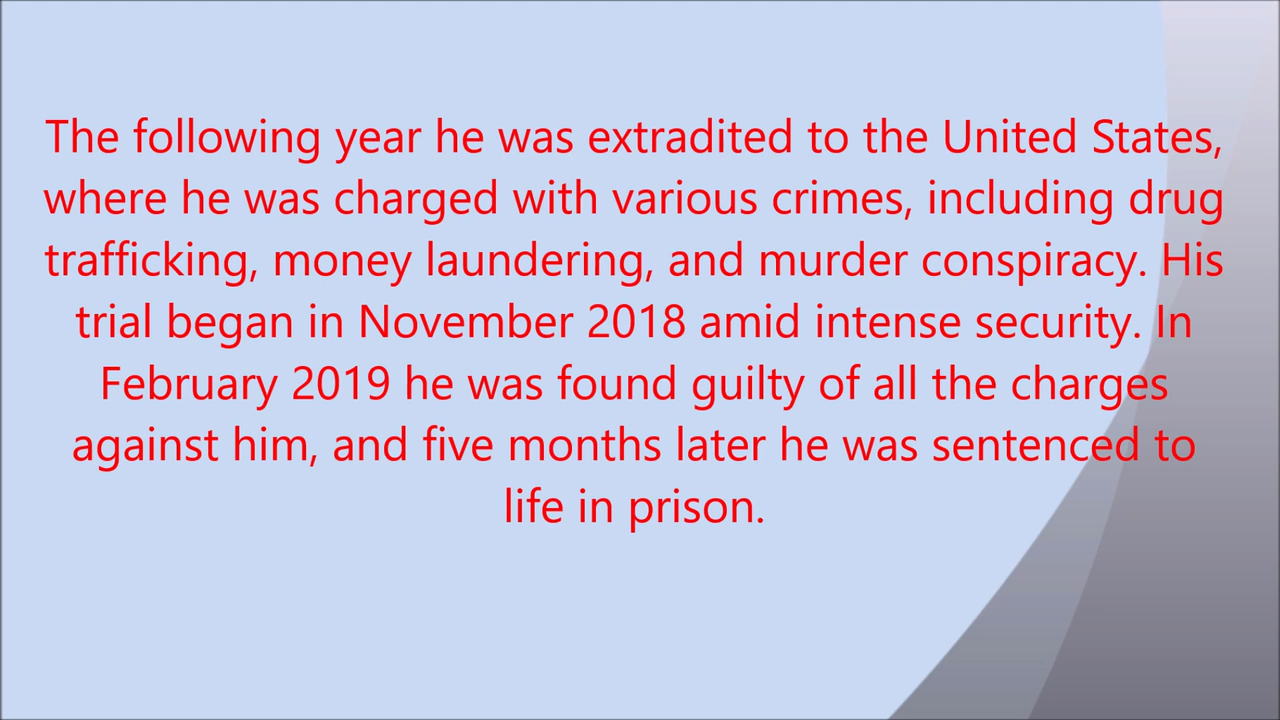 The following year he was extradited to the United States,
where he was charged with various crimes, including drug
trafficking, money laundering, and murder conspiracy. His
trial began in November 2018 amid intense security. In
February 2019 he was found guilty of all the charges
against him, and five months later he was sentenced to
life in prison.